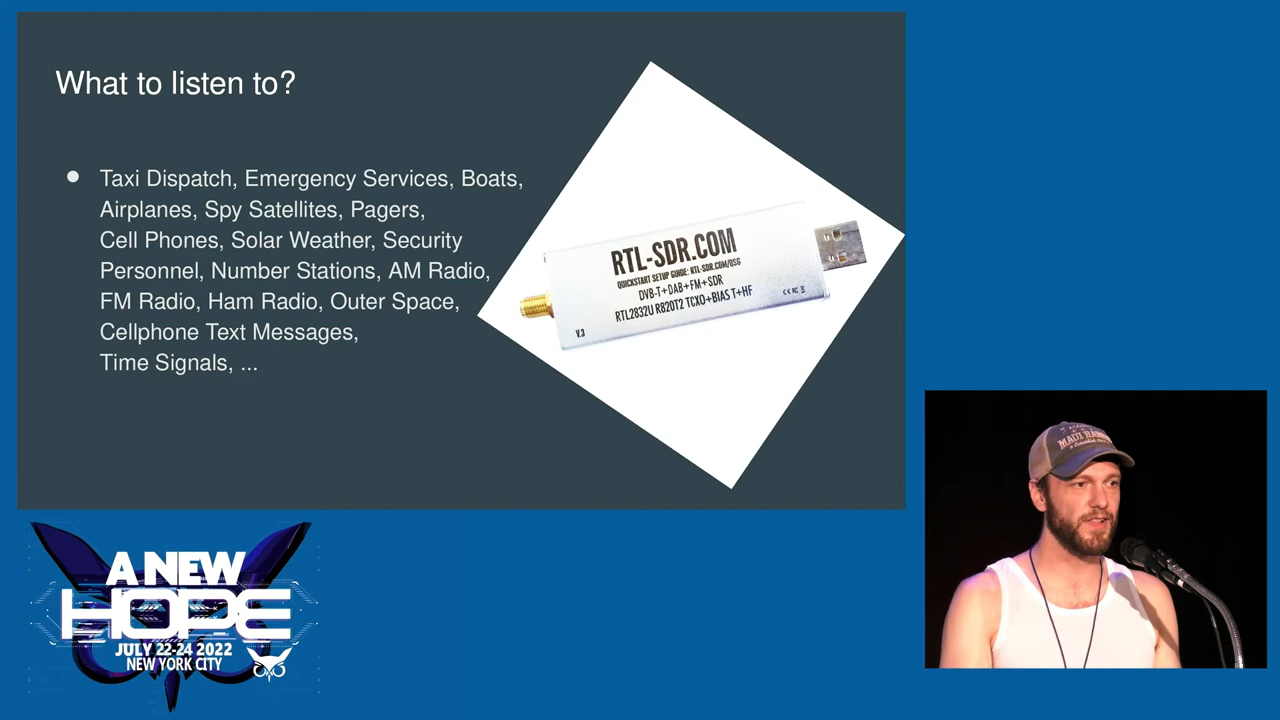 What to listen to?
● Taxi Dispatch, Emergency Services, Boats,
Airplanes, Spy Satellites, Pagers,
Cell Phones, Solar Weather, Security
Personnel, Number Stations, AM Radio,
FM Radio, Ham Radio, Outer Space,
Cellphone Text Messages,
Time Signals, ...
RTL-SDR.COM
QUICKSTART SETUP GUIDE: RTL-SDR.COM/QSG
DVB-T+DAB+FM+SDR
RTL2832U R820T2 TCXO+BIAS T+HF
V.3
MAUI
A NEW
HOPE
JULY 22-24 2022
NEW YORK CITY